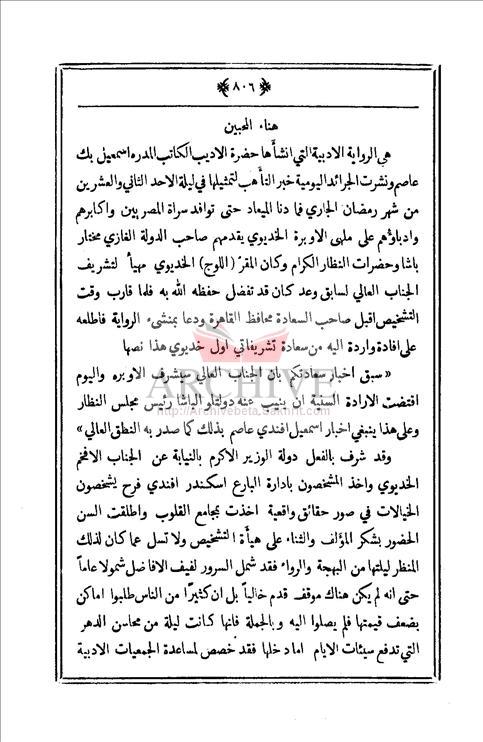 ٨٠٦
هناء المحبين
هي الرواية الادبية التي انشأها حضرة الاديب الكاتب المدره اسمعيل بك
عاصم ونشرت الجرائد اليومية خبر التأهب لتمثيلها في ليلة الاحد الثاني والعشرين
من شهر رمضان الجاري فما دنا الميعاد حتى توافد سراة المصريين واكابرهم
وادباؤهم على ملهى الاوبرة الخديوي يقدمهم صاحب الدولة الغازي مختار
باشا وحضرات النظار الكرام وكان المقر (اللوج) الخديوي مهيأ لتشريف
الجناب العالي لسابق وعد كان قد تفضل حفظه الله به فلما قارب وقت
التشخيص اقبل صاحب السعادة محافظ القاهرة ودعا بمنشىء الرواية فاطلعه
على افادة واردة اليه من سعادة تشريفاتي اول خديوي هذا نصها
«سبق اخبار سعادتكم بان الجناب العالي سيشرف الاوبره واليوم
اقتضت الارادة السنية ان ينيب عنه دولتلو الباشا رئيس مجلس النظار
وعلى هذا ينبغي اخبار اسمعيل افندي عاصم بذلك كما صدر به النطق العالي»
وقد شرف بالفعل دولة الوزير الاكرم بالنيابة عن الجناب الافخم
الخديوي واخذ المشخصون بادارة البارع اسكندر افندي فرح يشخصون
الخيالات في صور حقائق واقعية اخذت بمجامع القلوب واطلقت السن
الحضور بشكر المؤلف والثناء على هيأة التشخيص ولا تسل عما كان لذلك
المنظر ليلتها من البهجة والرواء فقد شمل السرور لفيف الافاضل شمولا عاماً
حتى انه لم يكن هناك موقف قدم خالياً بل ان كثيرًا من الناس طلبوا اماكن
بضعف قيمتها فلم يصلوا اليه وبالجملة فانها كانت ليلة من محاسن الدهر
التي تدفع سيئات الايام اما دخلها فقد خصص لمساعدة الجمعيات الادبية
ARCHIVE
http://Archivebeta.Sakhrit.com